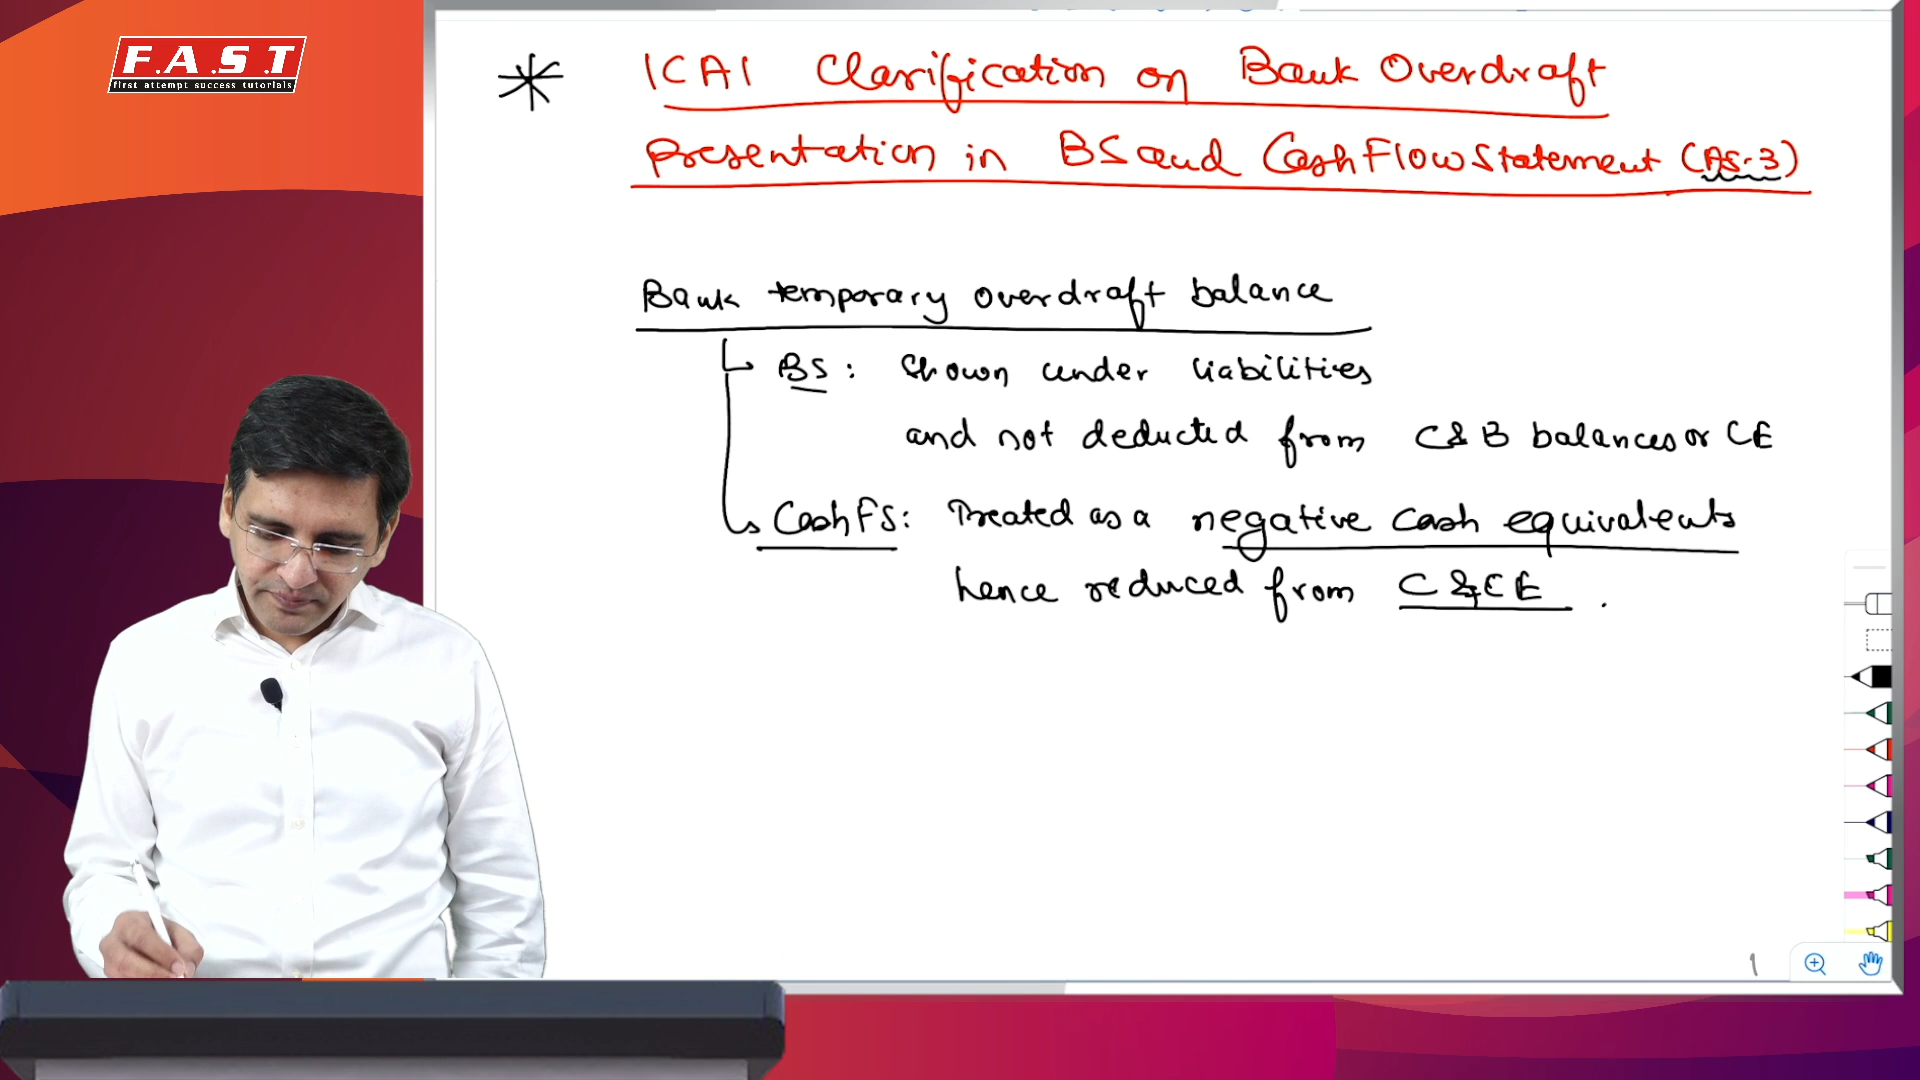 F.A.S.T
first attempt success tutorials
* ICAI Clarification on Bank Overdraft
Presentation in BS and Cash Flow Statement (AS-3)
Bank temporary overdraft balance
BS : Shown under liabilities
and not deducted from C&B balances or CE
Cash FS : Treated as a negative cash equivalents
hence reduced from C&CE .
1